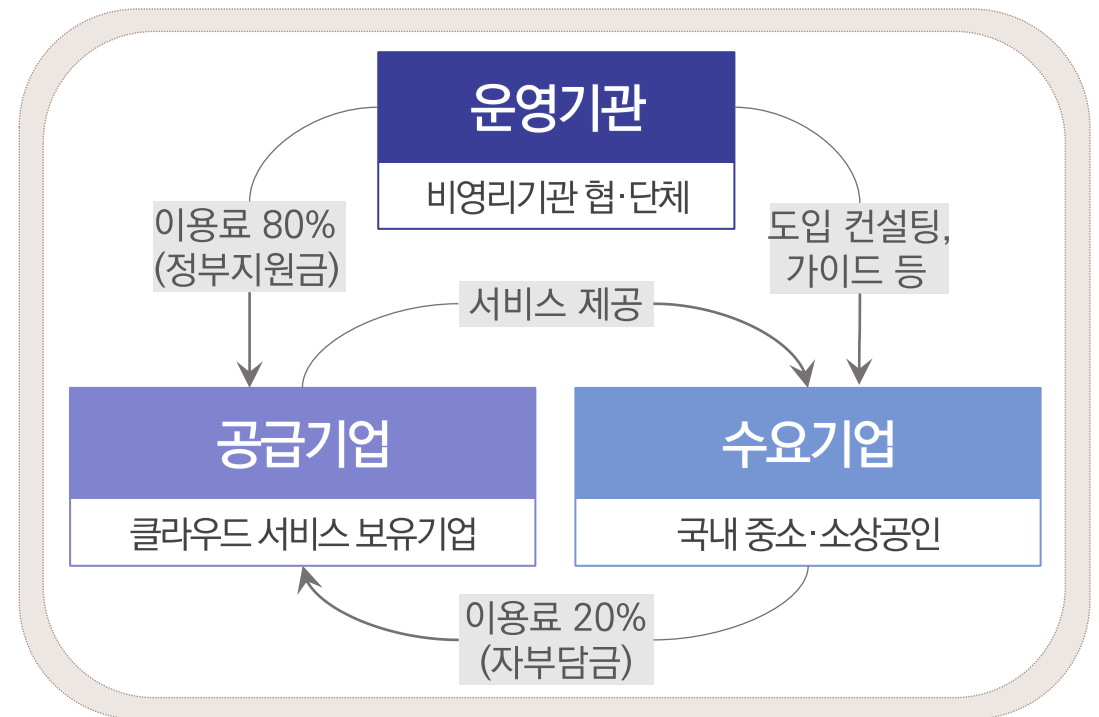 운영기관
비영리기관 협·단체
이용료 80%
(정부지원금)
도입 컨설팅,
가이드 등
서비스 제공
공급기업
클라우드 서비스 보유기업
수요기업
국내 중소·소상공인
이용료 20%
(자부담금)